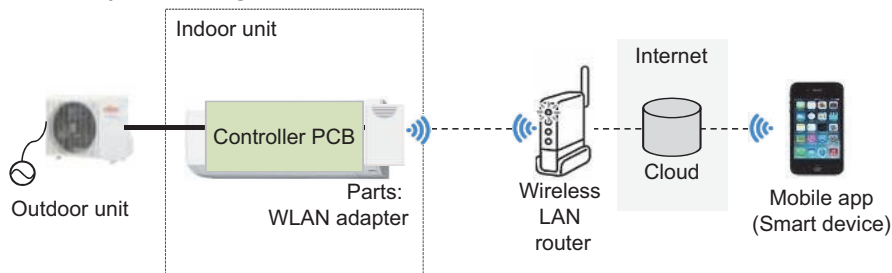 Indoor unit
Internet
Controller PCB
Cloud
Outdoor unit
Parts:
WLAN adapter
Wireless
LAN
router
Mobile app
(Smart device)